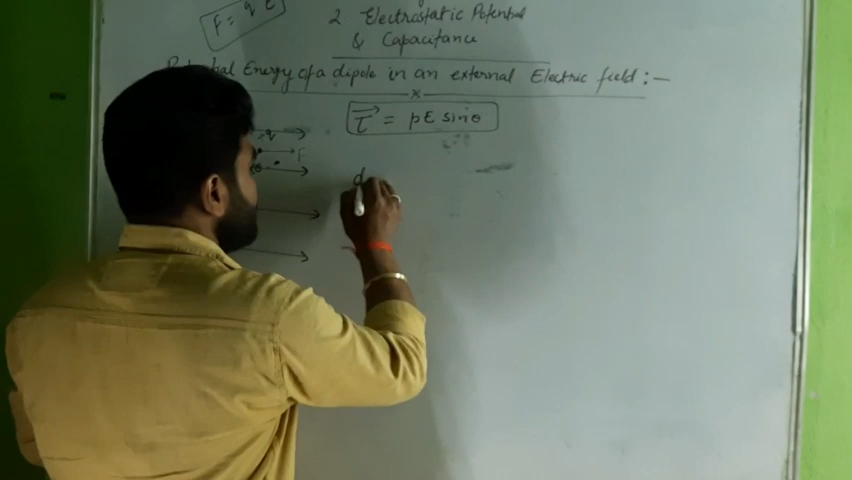 F = q E
2 Electrostatic Potential
& Capacitance
Potential Energy of a dipole in an external Electric field :-
x
τ⃗ = pE sinθ
q
F
d